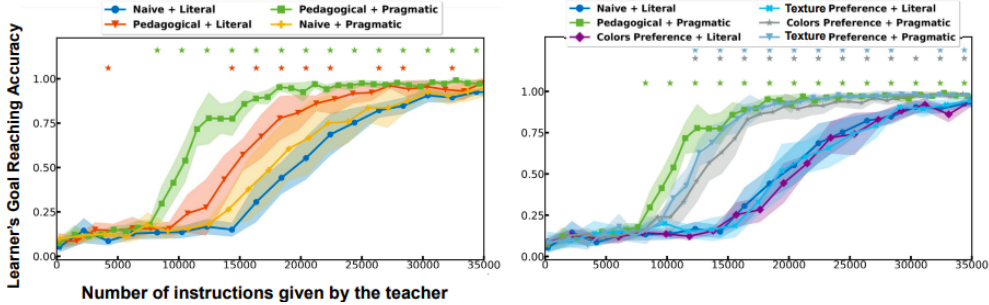 Naive + Literal
Pedagogical + Pragmatic
Pedagogical + Literal
Naive + Pragmatic
Learner's Goal Reaching Accuracy
1.00
0.75
0.50
0.25
0.00
0
5000
10000
15000
20000
25000
30000
35000
Number of instructions given by the teacher
Naive + Literal
Texture Preference + Literal
Pedagogical + Pragmatic
Colors Preference + Pragmatic
Colors Preference + Literal
Texture Preference + Pragmatic
1.00
0.75
0.50
0.25
0.00
0
5000
10000
15000
20000
25000
30000
35000